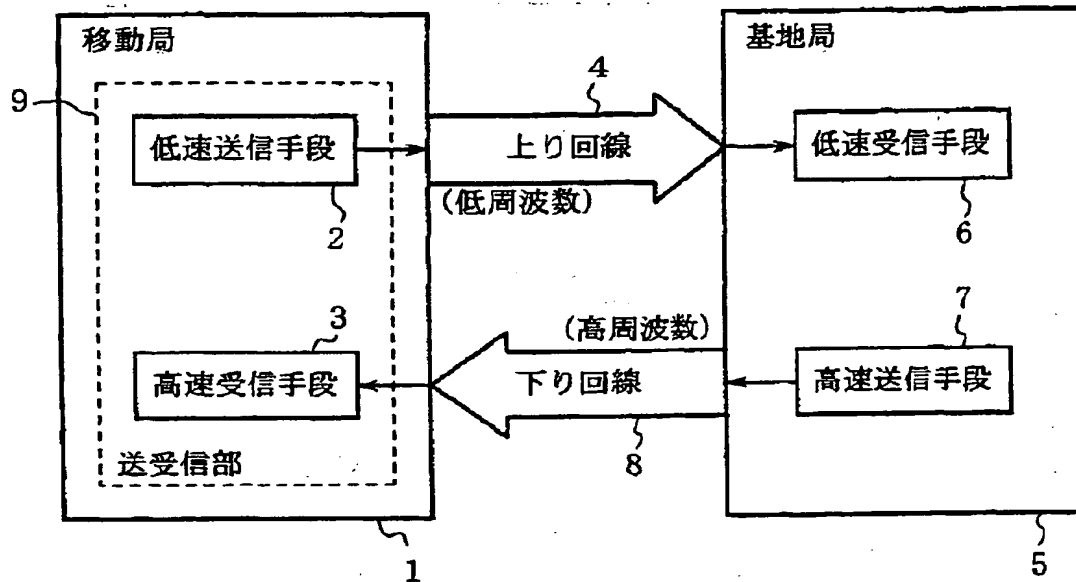 移動局
基地局
9
4
低速送信手段
上り回線
低速受信手段
(低周波数)
2
6
3
(高周波数)
7
高速受信手段
下り回線
高速送信手段
送受信部
8
1
5